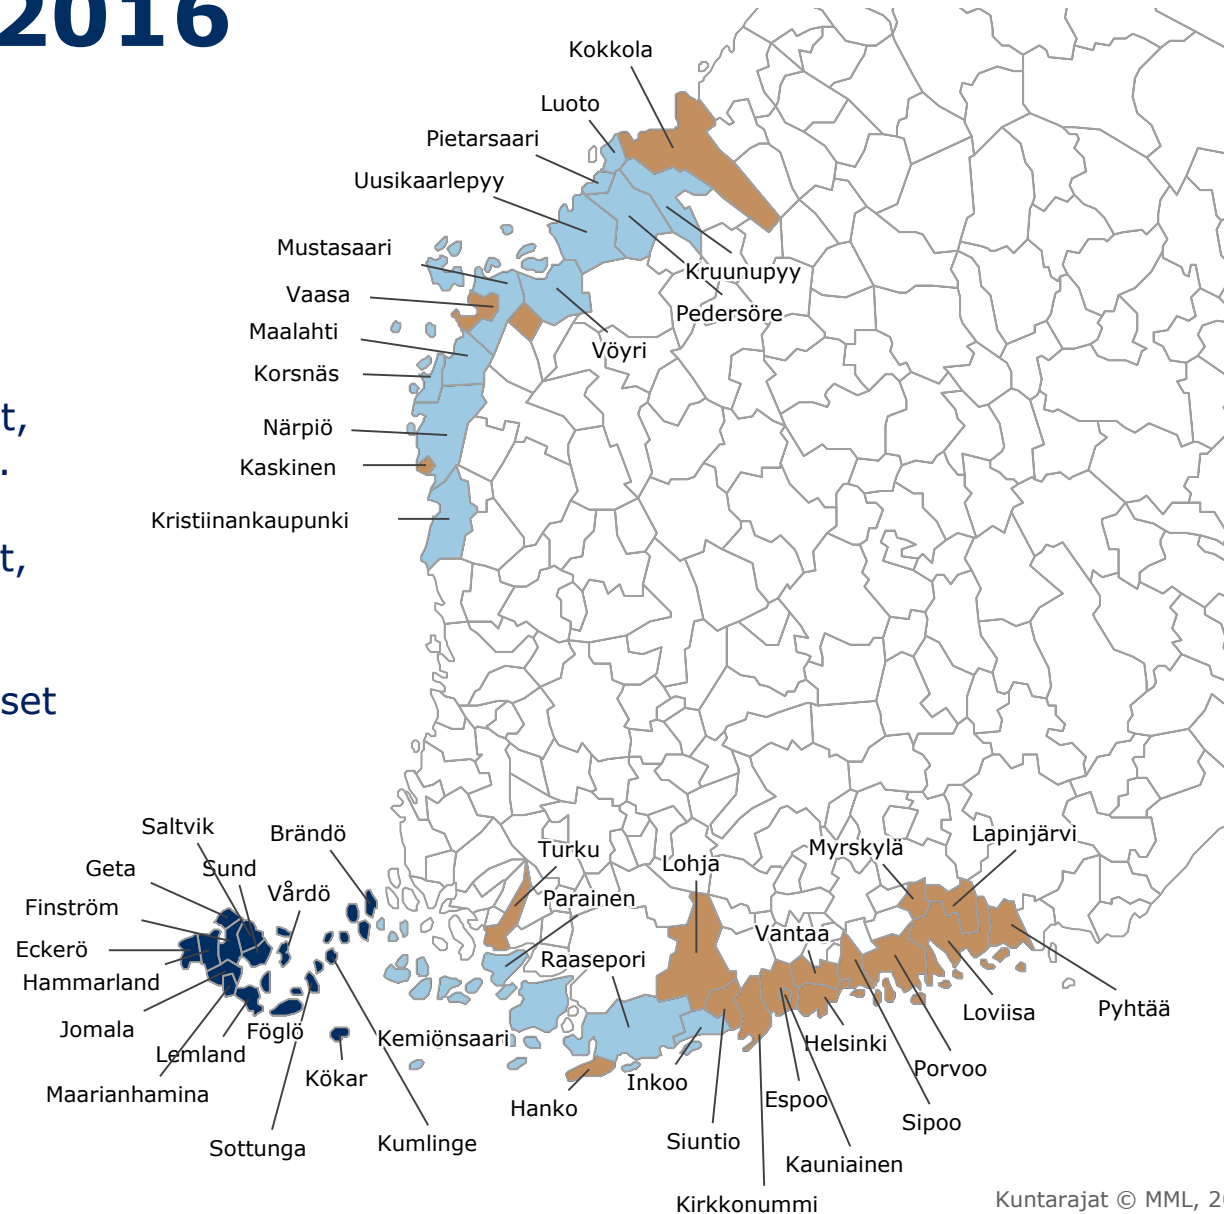 2016
t,
.
t,
set
Kokkola
Luoto
Pietarsaari
Uusikaarlepyy
Mustasaari
Kruunupyy
Vaasa
Pedersöre
Maalahti
Vöyri
Korsnäs
Närpiö
Kaskinen
Kristiinankaupunki
Saltvik
Brändö
Lapinjärvi
Myrskylä
Turku
Lohja
Geta
Sund
Vårdö
Parainen
Finström
Vantaa
Eckerö
Raasepori
Hammarland
Pyhtää
Loviisa
Jomala
Föglö
Kemiönsaari
Helsinki
Lemland
Porvoo
Kökar
Inkoo
Maarianhamina
Espoo
Hanko
Sipoo
Siuntio
Kumlinge
Sottunga
Kauniainen
Kirkkonummi
Kuntarajat © MML, 2